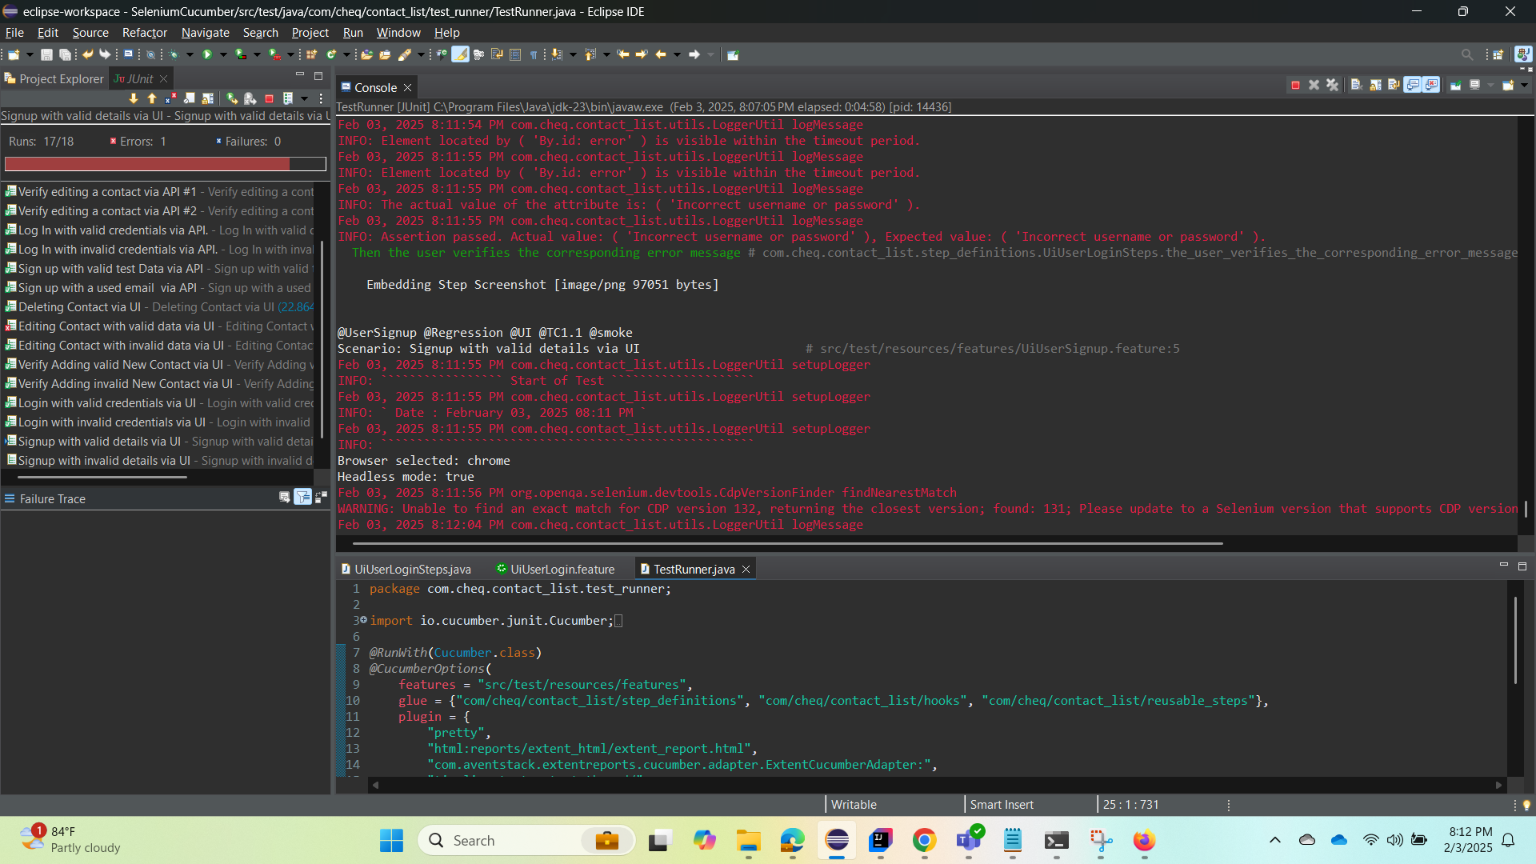 eclipse-workspace - SeleniumCucumber/src/test/java/com/cheq/contact_list/test_runner/TestRunner.java - Eclipse IDE
File Edit Source Refactor Navigate Search Project Run Window Help
Project Explorer JUnit
Signup with valid details via UI - Signup with valid details via U
Runs: 17/18 Errors: 1 Failures: 0
Verify editing a contact via API #1 - Verify editing a cont
Verify editing a contact via API #2 - Verify editing a cont
Log In with valid credentials via API. - Log In with valid c
Log In with invalid credentials via API. - Log In with inva
Sign up with valid test Data via API - Sign up with valid
Sign up with a used email  via API - Sign up with a used
Deleting Contact via UI - Deleting Contact via UI (22.864
Editing Contact with valid data via UI - Editing Contact
Editing Contact with invalid data via UI - Editing Contac
Verify Adding valid New Contact via UI - Verify Adding
Verify Adding invalid New Contact via UI - Verify Adding
Login with valid credentials via UI - Login with valid cred
Login with invalid credentials via UI - Login with invalid
Signup with valid details via UI - Signup with valid detai
Signup with invalid details via UI - Signup with invalid d
Failure Trace
Console
TestRunner [JUnit] C:\Program Files\Java\jdk-23\bin\javaw.exe (Feb 3, 2025, 8:07:05 PM elapsed: 0:04:58) [pid: 14436]
Feb 03, 2025 8:11:54 PM com.cheq.contact_list.utils.LoggerUtil logMessage
INFO: Element located by ( 'By.id: error' ) is visible within the timeout period.
Feb 03, 2025 8:11:55 PM com.cheq.contact_list.utils.LoggerUtil logMessage
INFO: Element located by ( 'By.id: error' ) is visible within the timeout period.
Feb 03, 2025 8:11:55 PM com.cheq.contact_list.utils.LoggerUtil logMessage
INFO: The actual value of the attribute is: ( 'Incorrect username or password' ).
Feb 03, 2025 8:11:55 PM com.cheq.contact_list.utils.LoggerUtil logMessage
INFO: Assertion passed. Actual value: ( 'Incorrect username or password' ), Expected value: ( 'Incorrect username or password' ).
Then the user verifies the corresponding error message # com.cheq.contact_list.step_definitions.UiUserLoginSteps.the_user_verifies_the_corresponding_error_message
Embedding Step Screenshot [image/png 97051 bytes]
@UserSignup @Regression @UI @TC1.1 @smoke
Scenario: Signup with valid details via UI # src/test/resources/features/UiUserSignup.feature:5
Feb 03, 2025 8:11:55 PM com.cheq.contact_list.utils.LoggerUtil setupLogger
INFO: ````````````````` Start of Test ````````````````````
Feb 03, 2025 8:11:55 PM com.cheq.contact_list.utils.LoggerUtil setupLogger
INFO: ` Date : February 03, 2025 08:11 PM `
Feb 03, 2025 8:11:55 PM com.cheq.contact_list.utils.LoggerUtil setupLogger
INFO: ````````````````````````````````````````````````````
Browser selected: chrome
Headless mode: true
Feb 03, 2025 8:11:56 PM org.openqa.selenium.devtools.CdpVersionFinder findNearestMatch
WARNING: Unable to find an exact match for CDP version 132, returning the closest version; found: 131; Please update to a Selenium version that supports CDP version
Feb 03, 2025 8:12:04 PM com.cheq.contact_list.utils.LoggerUtil logMessage
UiUserLoginSteps.java UiUserLogin.feature TestRunner.java
1 package com.cheq.contact_list.test_runner;
2
3 import io.cucumber.junit.Cucumber;
6
7 @RunWith(Cucumber.class)
8 @CucumberOptions(
9 features = "src/test/resources/features",
10 glue = {"com/cheq/contact_list/step_definitions", "com/cheq/contact_list/hooks", "com/cheq/contact_list/reusable_steps"},
11 plugin = {
12 "pretty",
13 "html:reports/extent_html/extent_report.html",
14 "com.aventstack.extentreports.cucumber.adapter.ExtentCucumberAdapter:",
Writable Smart Insert 25 : 1 : 731
1 84°F
Partly cloudy
Search
8:12 PM
2/3/2025